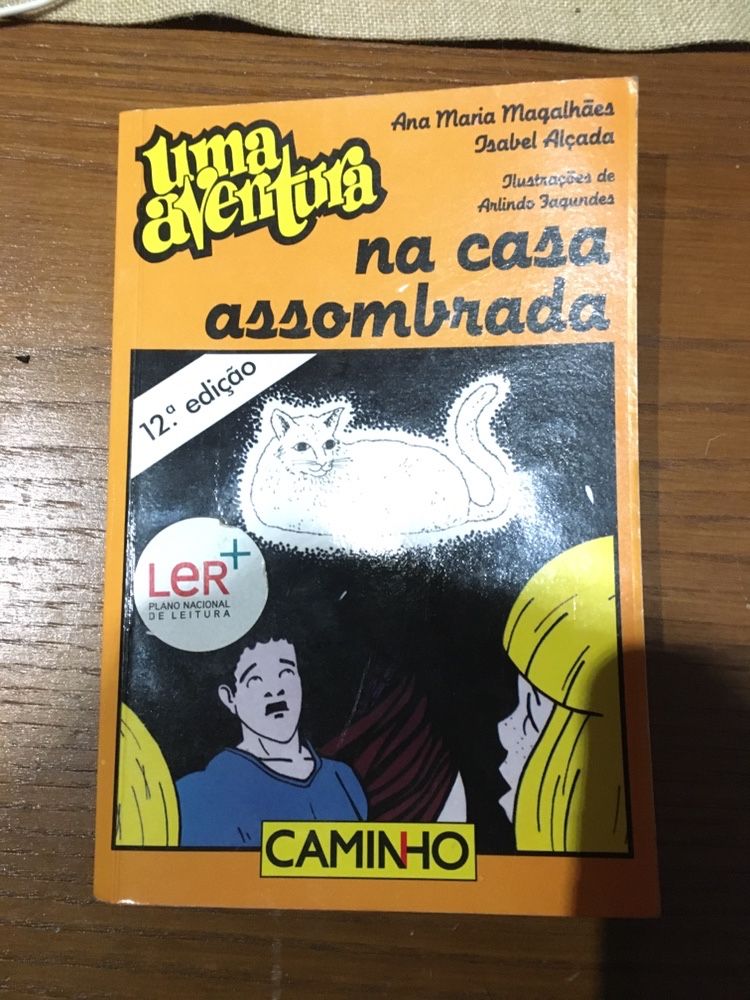 uma
aventura
Ana Maria Magalhães
Isabel Alçada
Ilustrações de
Arlindo Fagundes
na casa
assombrada
12.ª edição
LeR+
PLANO NACIONAL
DE LEITURA
CAMINHO